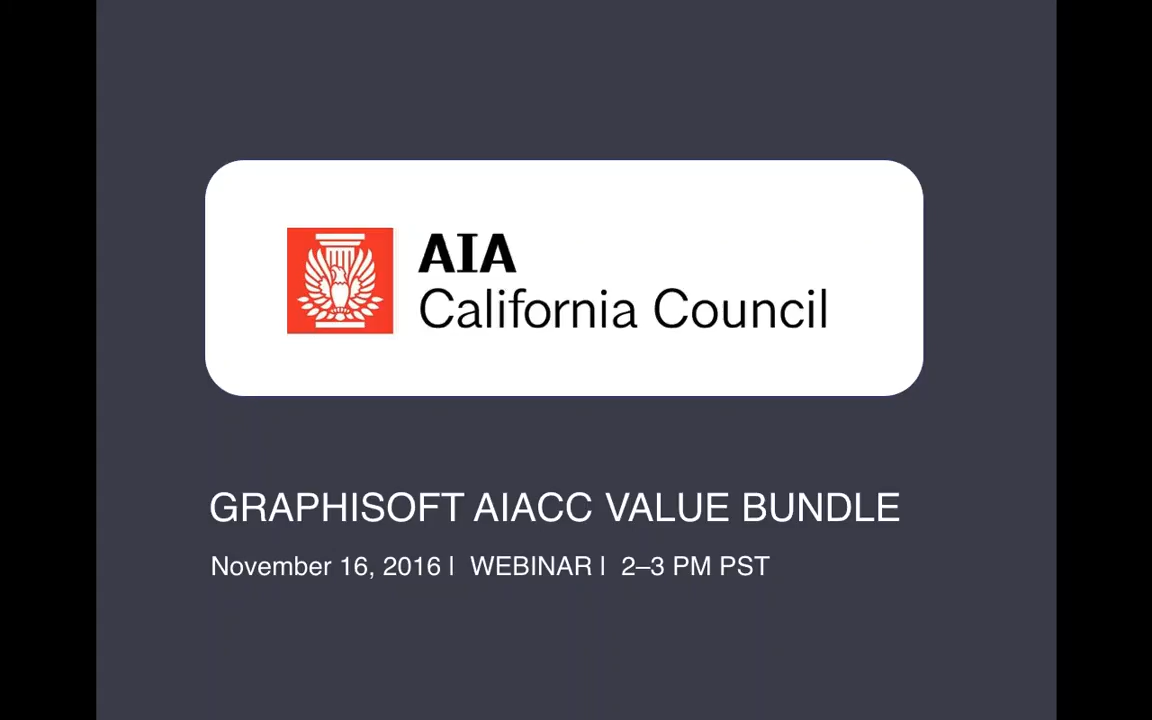 AIA
California Council
GRAPHISOFT AIACC VALUE BUNDLE
November 16, 2016 l WEBINAR l 2–3 PM PST